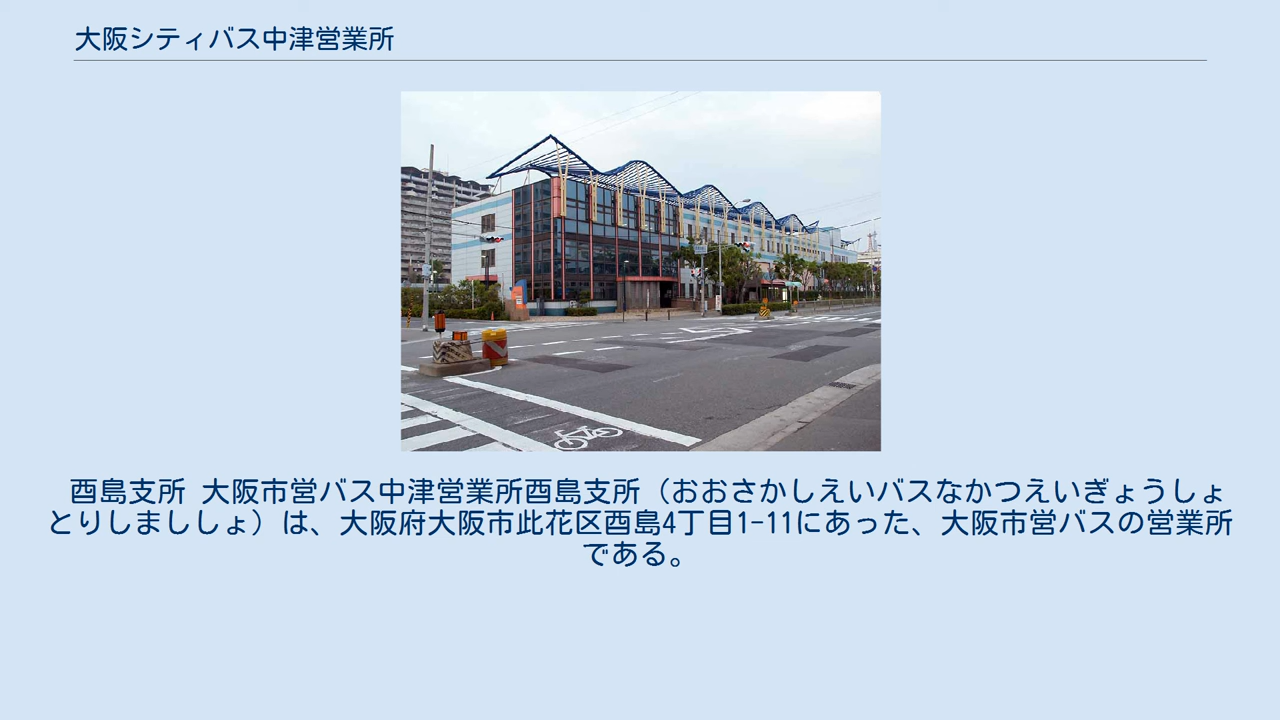 大阪シティバス中津営業所
酉島支所 大阪市営バス中津営業所酉島支所（おおさかしえいバスなかつえいぎょうしょ
とりしまししょ）は、大阪府大阪市此花区酉島4丁目1-11にあった、大阪市営バスの営業所
である。